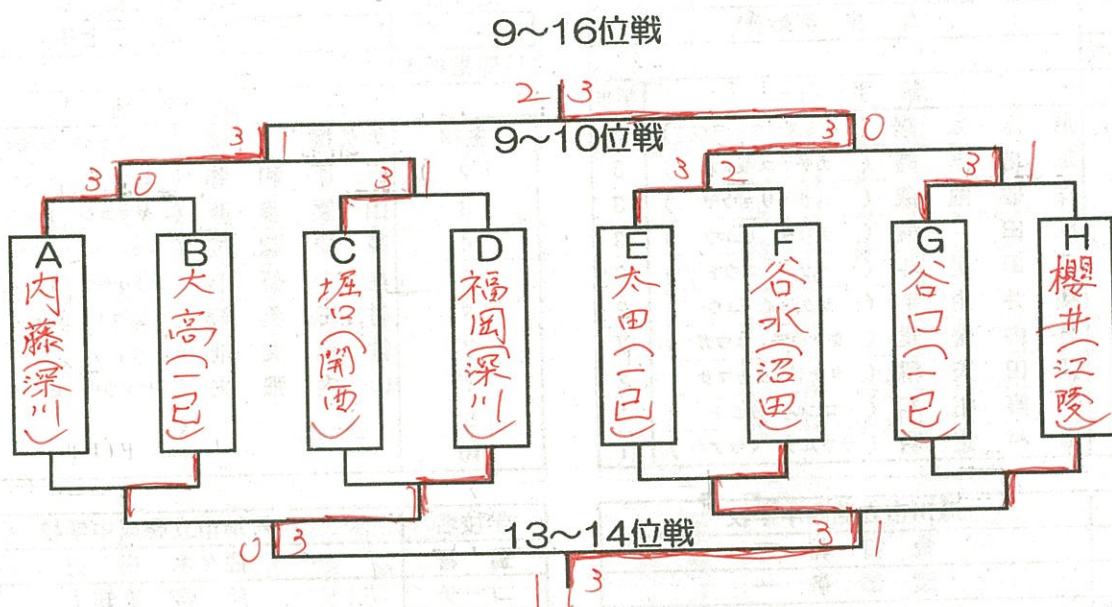 9～16位戦
2 3
9～10位戦
3 1
3 0
3 0
3 1
3 2
3 1
A
内藤(深川)
B
大高(一已)
C
堀口(開西)
D
福岡(深川)
E
太田(一已)
F
谷水(沼田)
G
谷口(一已)
H
櫻井(江陵)
13～14位戦
0 3
3 1
1 3